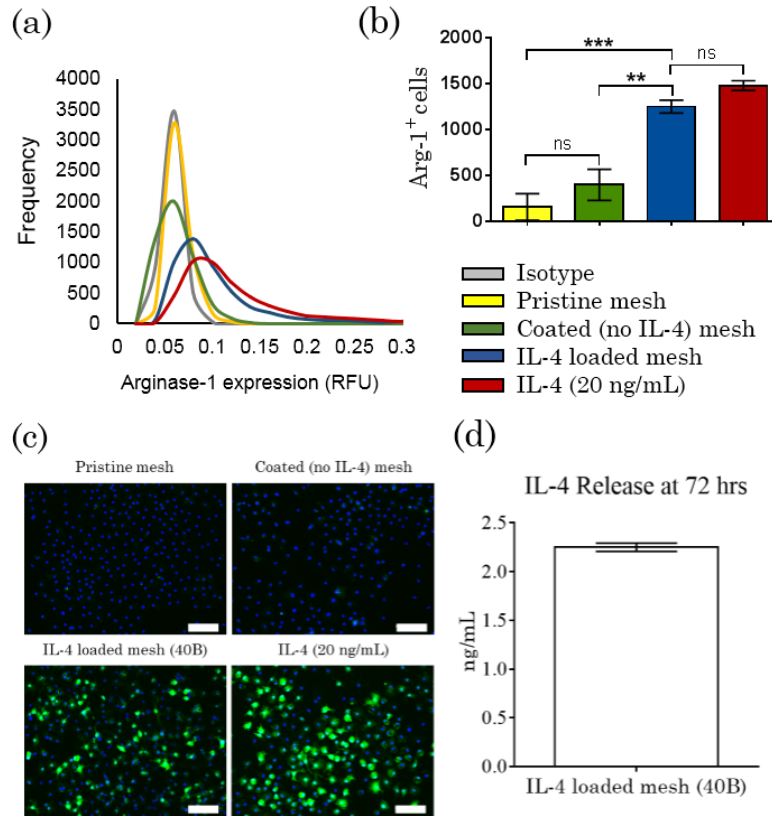 (a)
4000
3500
3000
2500
2000
1500
1000
500
0
Frequency
0 0.05 0.1 0.15 0.2 0.25 0.3
Arginase-1 expression (RFU)
(b)
2000
1500
1000
500
0
Arg-1⁺ cells
***
**
ns
ns
Isotype
Pristine mesh
Coated (no IL-4) mesh
IL-4 loaded mesh
IL-4 (20 ng/mL)
(c)
Pristine mesh
Coated (no IL-4) mesh
IL-4 loaded mesh (40B)
IL-4 (20 ng/mL)
(d)
IL-4 Release at 72 hrs
2.5
2.0
1.5
1.0
0.5
0.0
ng/mL
IL-4 loaded mesh (40B)